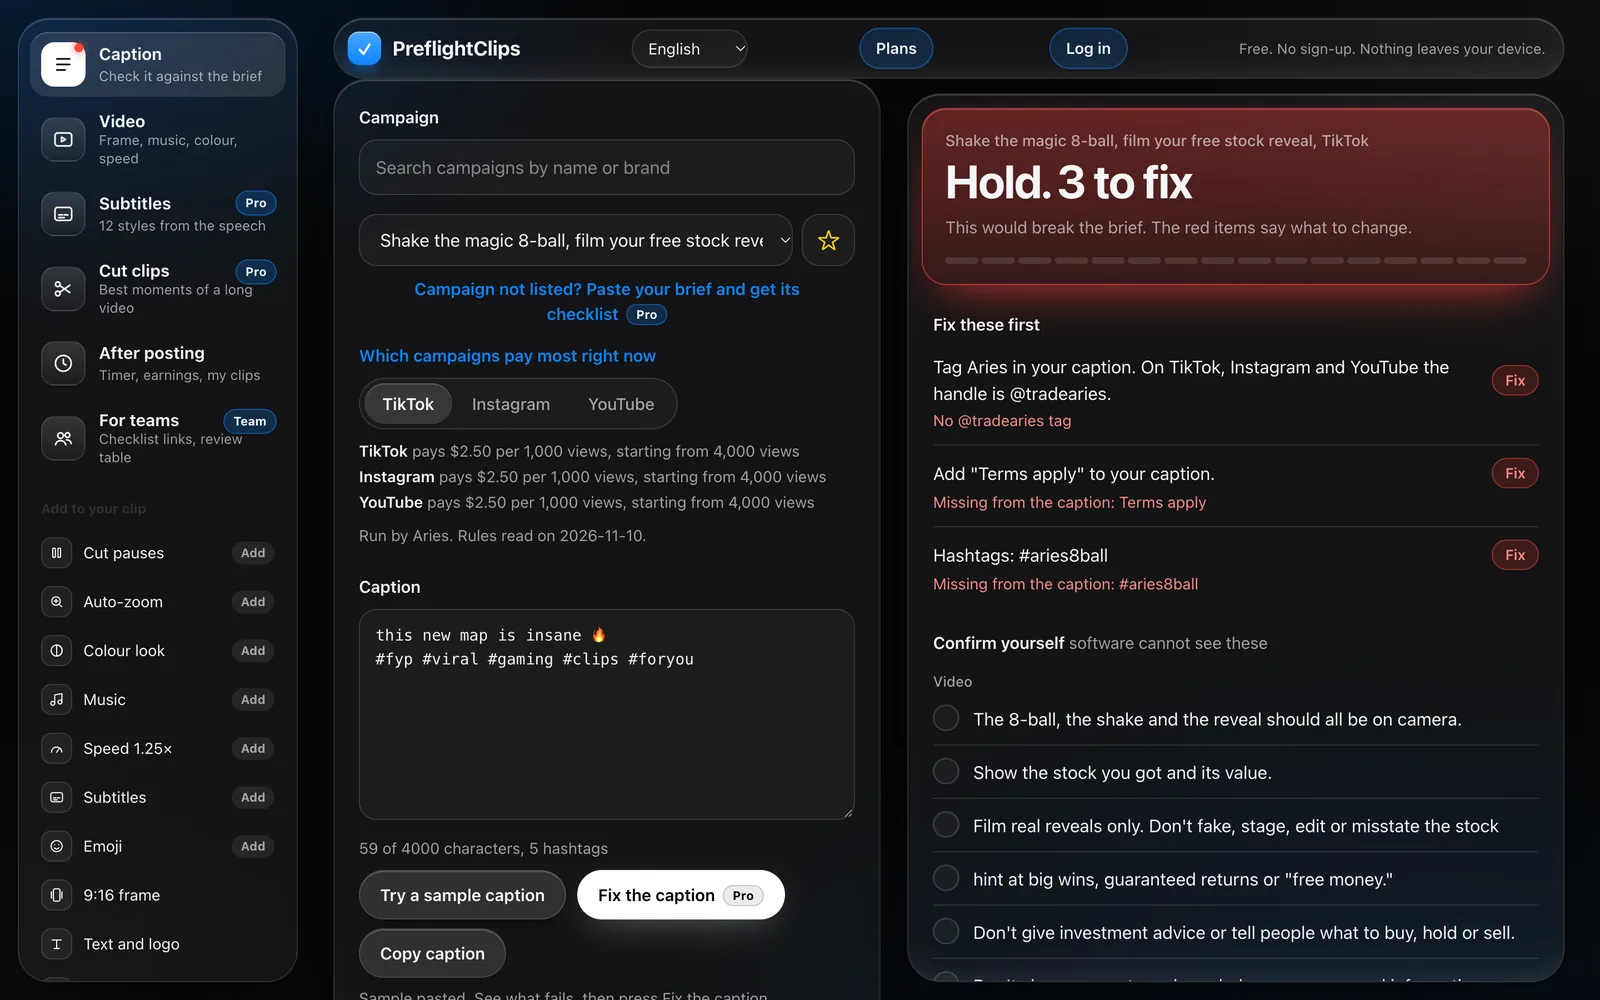 Caption
Check it against the brief
Video
Frame, music, colour,
speed
Subtitles
Pro
12 styles from the speech
Cut clips
Pro
Best moments of a long
video
After posting
Timer, earnings, my clips
For teams
Team
Checklist links, review
table
Add to your clip
Cut pauses
Add
Auto-zoom
Add
Colour look
Add
Music
Add
Speed 1.25×
Add
Subtitles
Add
Emoji
Add
9:16 frame
Text and logo
PreflightClips
English
Plans
Log in
Free. No sign-up. Nothing leaves your device.
Campaign
Search campaigns by name or brand
Shake the magic 8-ball, film your free stock reve
Campaign not listed? Paste your brief and get its
checklist Pro
Which campaigns pay most right now
TikTok
Instagram
YouTube
TikTok pays $2.50 per 1,000 views, starting from 4,000 views
Instagram pays $2.50 per 1,000 views, starting from 4,000 views
YouTube pays $2.50 per 1,000 views, starting from 4,000 views
Run by Aries. Rules read on 2026-11-10.
Caption
this new map is insane 🔥
#fyp #viral #gaming #clips #foryou
59 of 4000 characters, 5 hashtags
Try a sample caption
Fix the caption Pro
Copy caption
Sample pasted. See what fails, then press Fix the caption
Shake the magic 8-ball, film your free stock reveal, TikTok
Hold. 3 to fix
This would break the brief. The red items say what to change.
Fix these first
Tag Aries in your caption. On TikTok, Instagram and YouTube the
handle is @tradearies.
No @tradearies tag
Fix
Add "Terms apply" to your caption.
Missing from the caption: Terms apply
Fix
Hashtags: #aries8ball
Missing from the caption: #aries8ball
Fix
Confirm yourself software cannot see these
Video
The 8-ball, the shake and the reveal should all be on camera.
Show the stock you got and its value.
Film real reveals only. Don't fake, stage, edit or misstate the stock
hint at big wins, guaranteed returns or "free money."
Don't give investment advice or tell people what to buy, hold or sell.